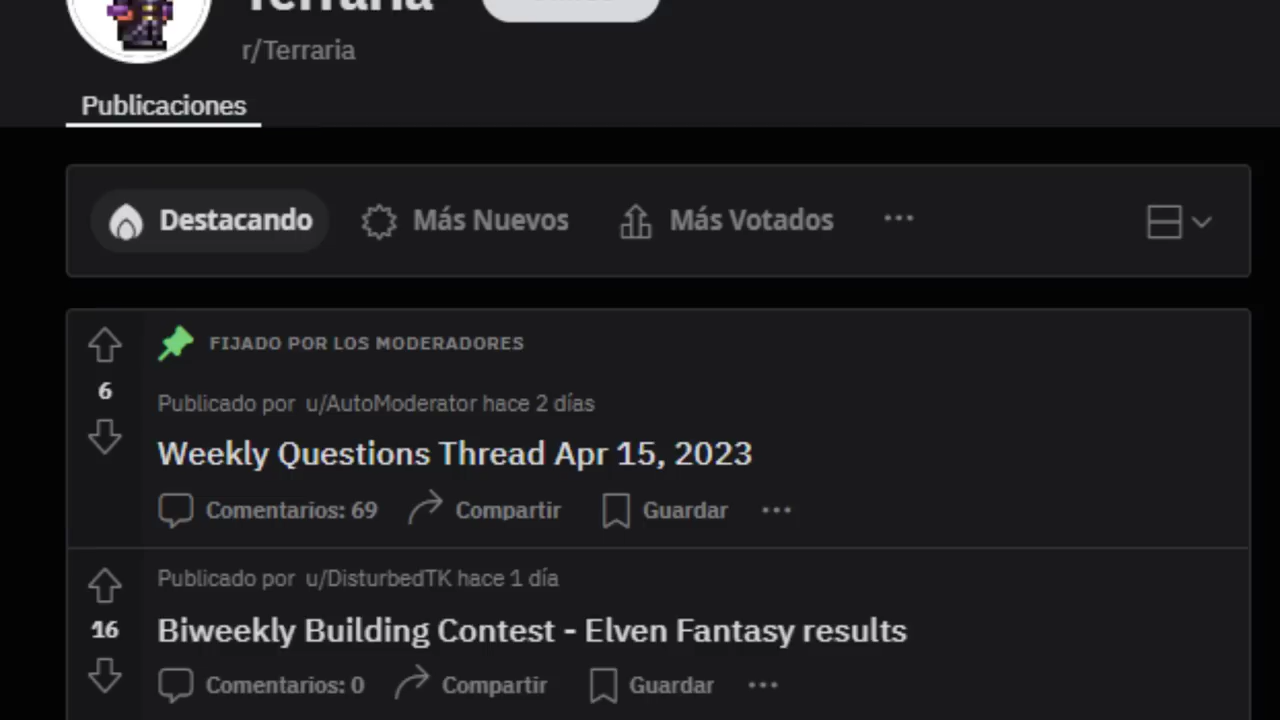 Terraria
r/Terraria
Publicaciones
Destacando Más Nuevos Más Votados ...
FIJADO POR LOS MODERADORES
6
Publicado por u/AutoModerator hace 2 días
Weekly Questions Thread Apr 15, 2023
Comentarios: 69 Compartir Guardar ...
Publicado por u/DisturbedTK hace 1 día
16
Biweekly Building Contest - Elven Fantasy results
Comentarios: 0 Compartir Guardar ...